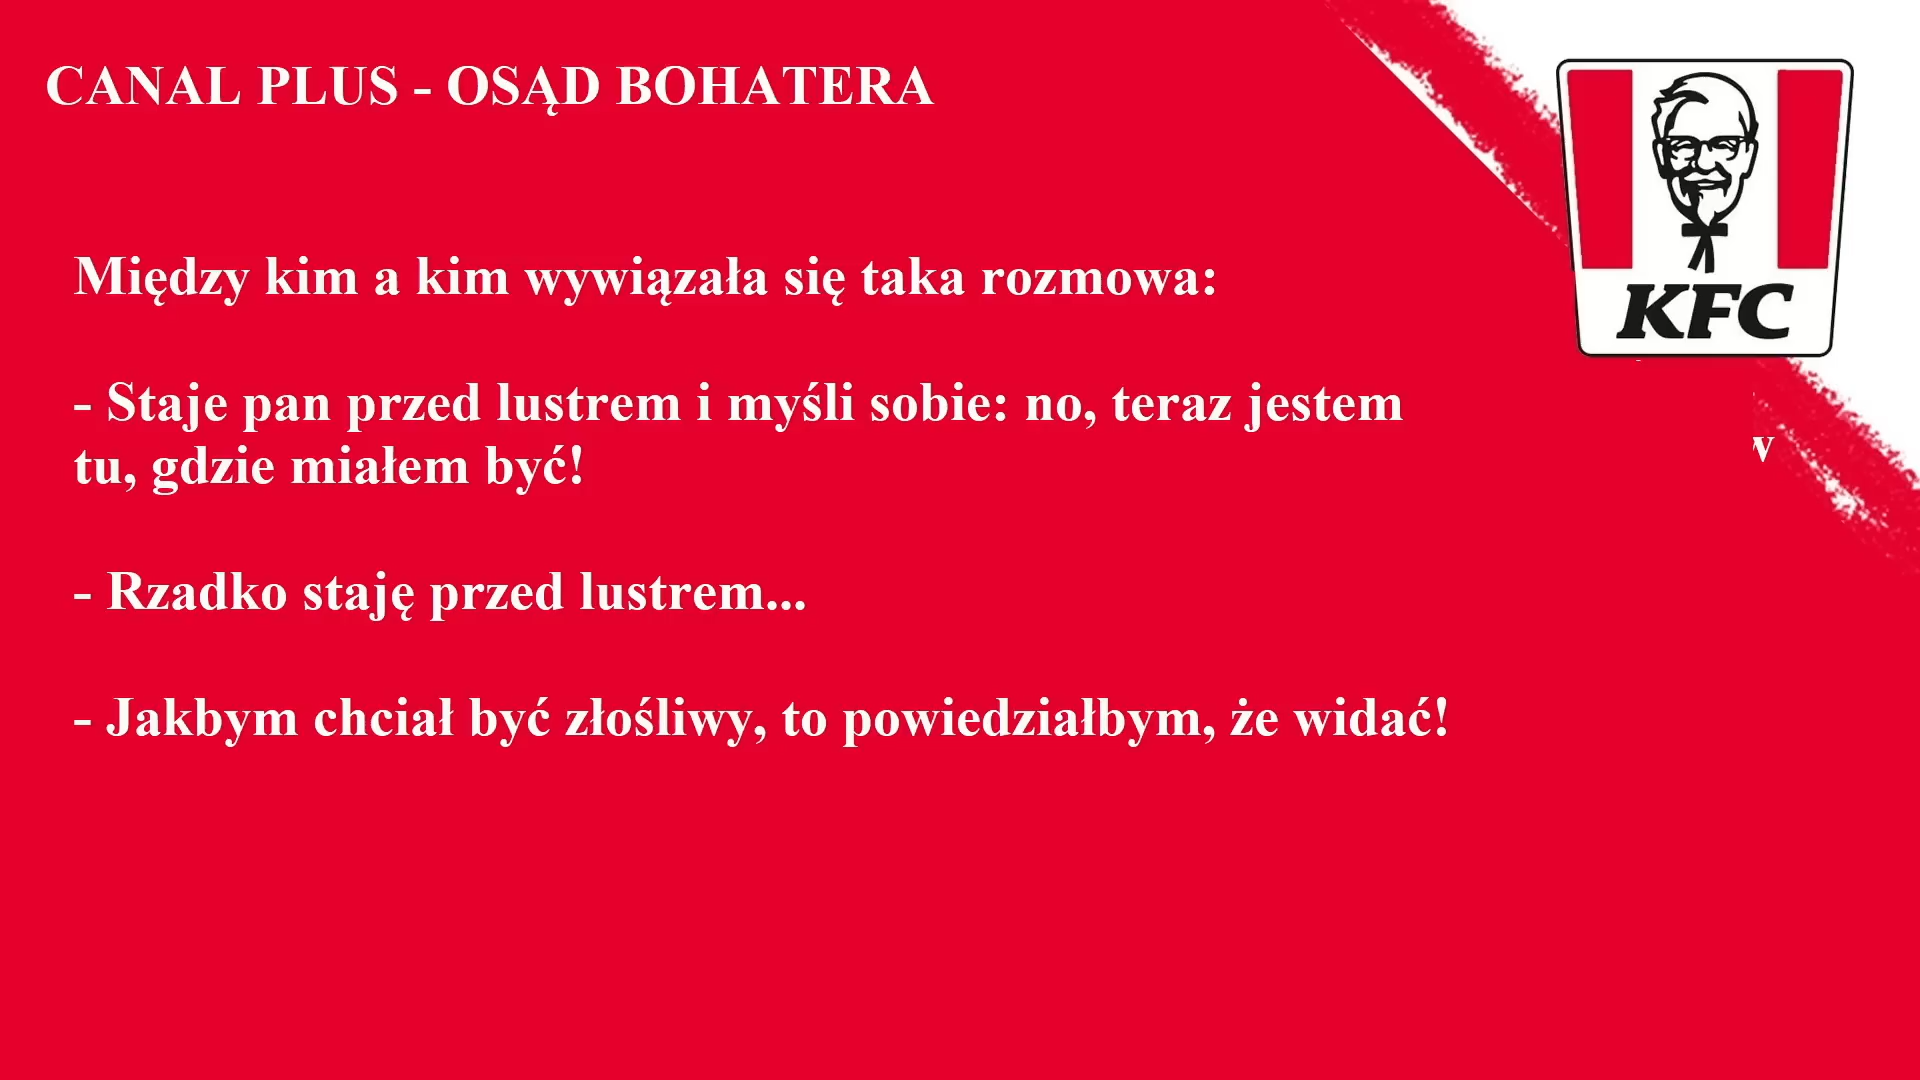 CANAL PLUS - OSĄD BOHATERA
Między kim a kim wywiązała się taka rozmowa:
- Staje pan przed lustrem i myśli sobie: no, teraz jestem
tu, gdzie miałem być!
- Rzadko staję przed lustrem...
- Jakbym chciał być złośliwy, to powiedziałbym, że widać!
KFC
w